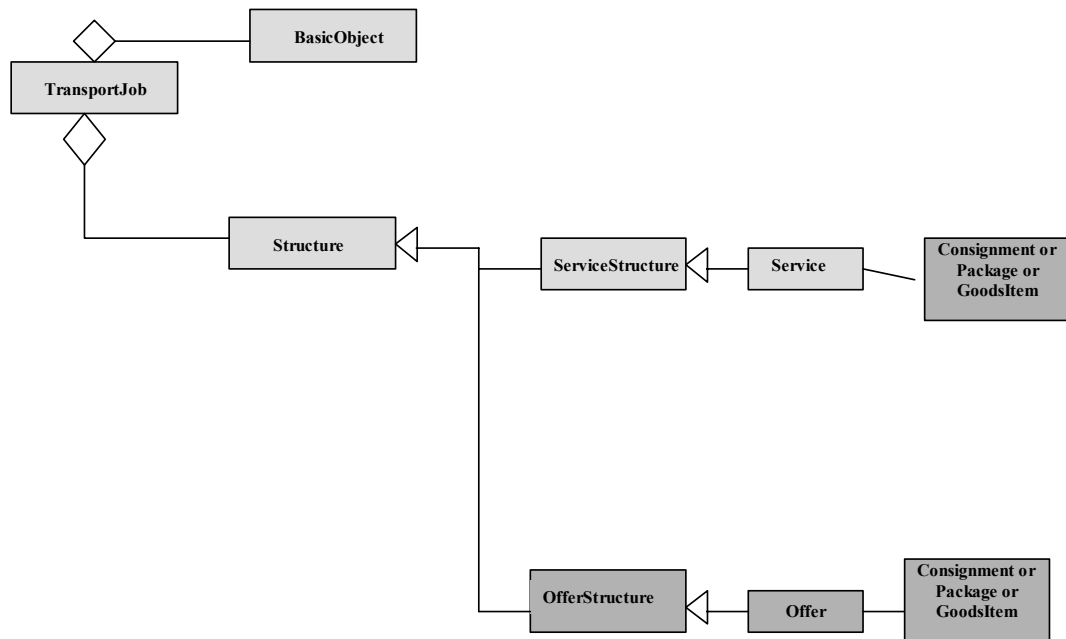 BasicObject
TransportJob
Structure
ServiceStructure
Service
Consignment or
Package or
GoodsItem
OfferStructure
Offer
Consignment or
Package or
GoodsItem